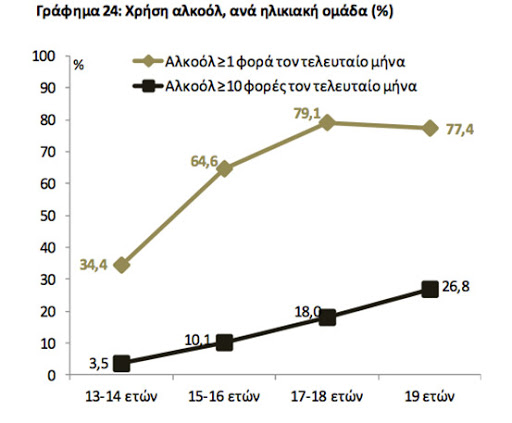 Γράφημα 24: Χρήση αλκοόλ, ανά ηλικιακή ομάδα (%)
100
%
Αλκοόλ ≥1 φορά τον τελευταίο μήνα
Αλκοόλ ≥10 φορές τον τελευταίο μήνα
90
80
70
60
50
40
30
20
10
0
34,4
64,6
79,1
77,4
3,5
10,1
18,0
26,8
13-14 ετών
15-16 ετών
17-18 ετών
19 ετών